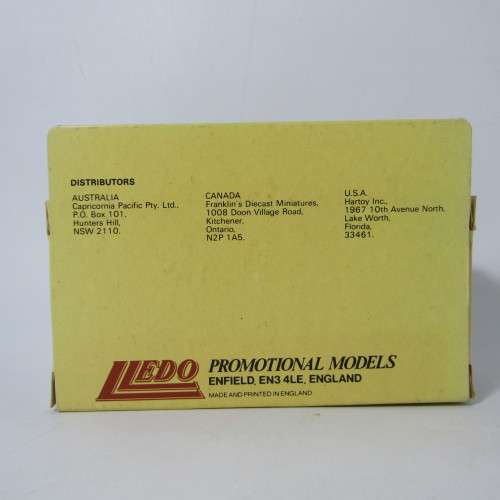 DISTRIBUTORS
AUSTRALIA
Capricornia Pacific Pty. Ltd.,
P.O. Box 101,
Hunters Hill,
NSW 2110.
CANADA
Franklin's Diecast Miniatures,
1008 Doon Village Road,
Kitchener,
Ontario,
N2P 1A5.
U.S.A.
Hartoy Inc.,
1967 10th Avenue North,
Lake Worth,
Florida,
33461.
LLEDO
PROMOTIONAL MODELS
ENFIELD, EN3 4LE, ENGLAND
MADE AND PRINTED IN ENGLAND